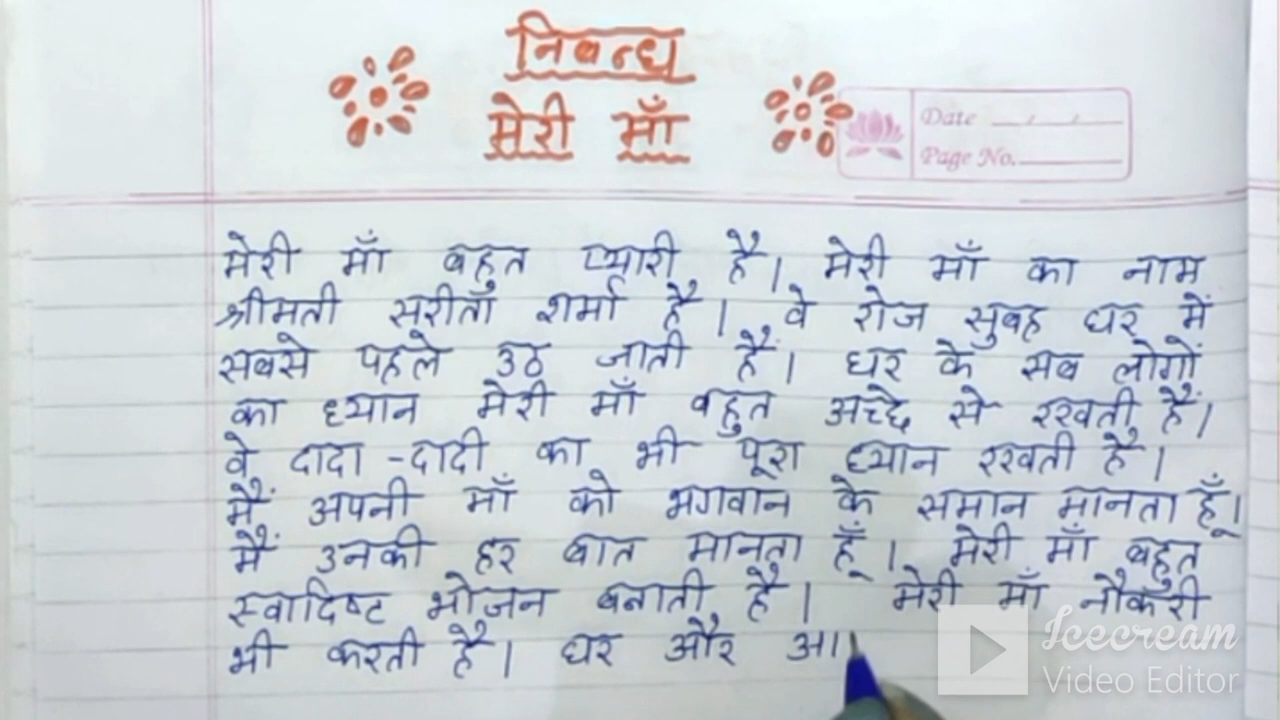 निबन्ध
मेरी माँ
Date
Page No.
मेरी माँ बहुत प्यारी है। मेरी माँ का नाम
श्रीमती सरीता शर्मा है। वे रोज सुबह घर में
सबसे पहले उठ जाती हैं। घर के सब लोगों
का ध्यान मेरी माँ बहुत अच्छे से रखती हैं।
वे दादा-दादी का भी पूरा ध्यान रखती है।
मैं अपनी माँ को भगवान के समान मानता हूँ।
मैं उनकी हर बात मानता हूँ। मेरी माँ बहुत
स्वादिष्ट भोजन बनाती है। मेरी माँ नौकरी
भी करती है। घर और आ
Icecream
Video Editor